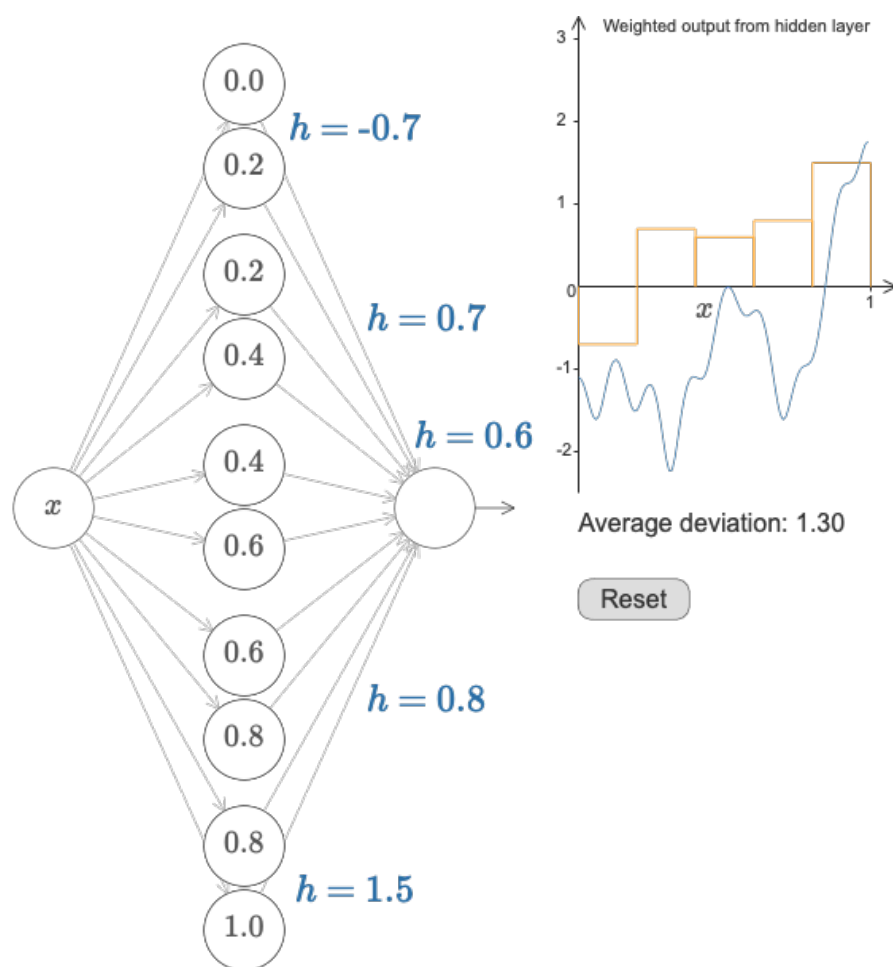 0.0
h = -0.7
0.2
0.2
h = 0.7
0.4
h = 0.6
0.4
x
0.6
0.6
h = 0.8
0.8
0.8
h = 1.5
1.0
Weighted output from hidden layer
3
2
1
0
x
1
-1
-2
Average deviation: 1.30
Reset